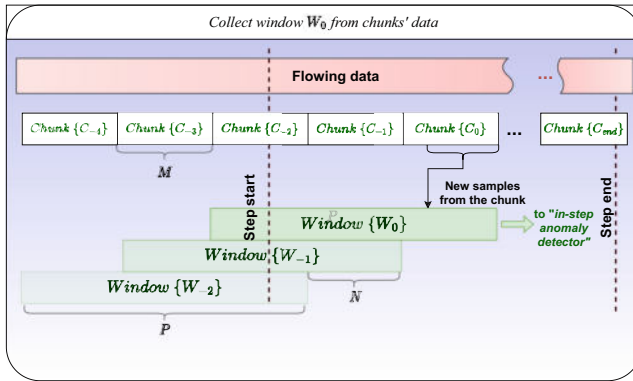 Collect window W₀ from chunks' data
Flowing data
...
Chunk {C₋₄} Chunk {C₋₃} Chunk {C₋₂} Chunk {C₋₁} Chunk {C₀} ... Chunk {Cₑₙd}
M
New samples
from the chunk
Step start
Step end
P
Window {W₀}
to "in-step
anomaly
detector"
Window {W₋₁}
Window {W₋₂}
N
P